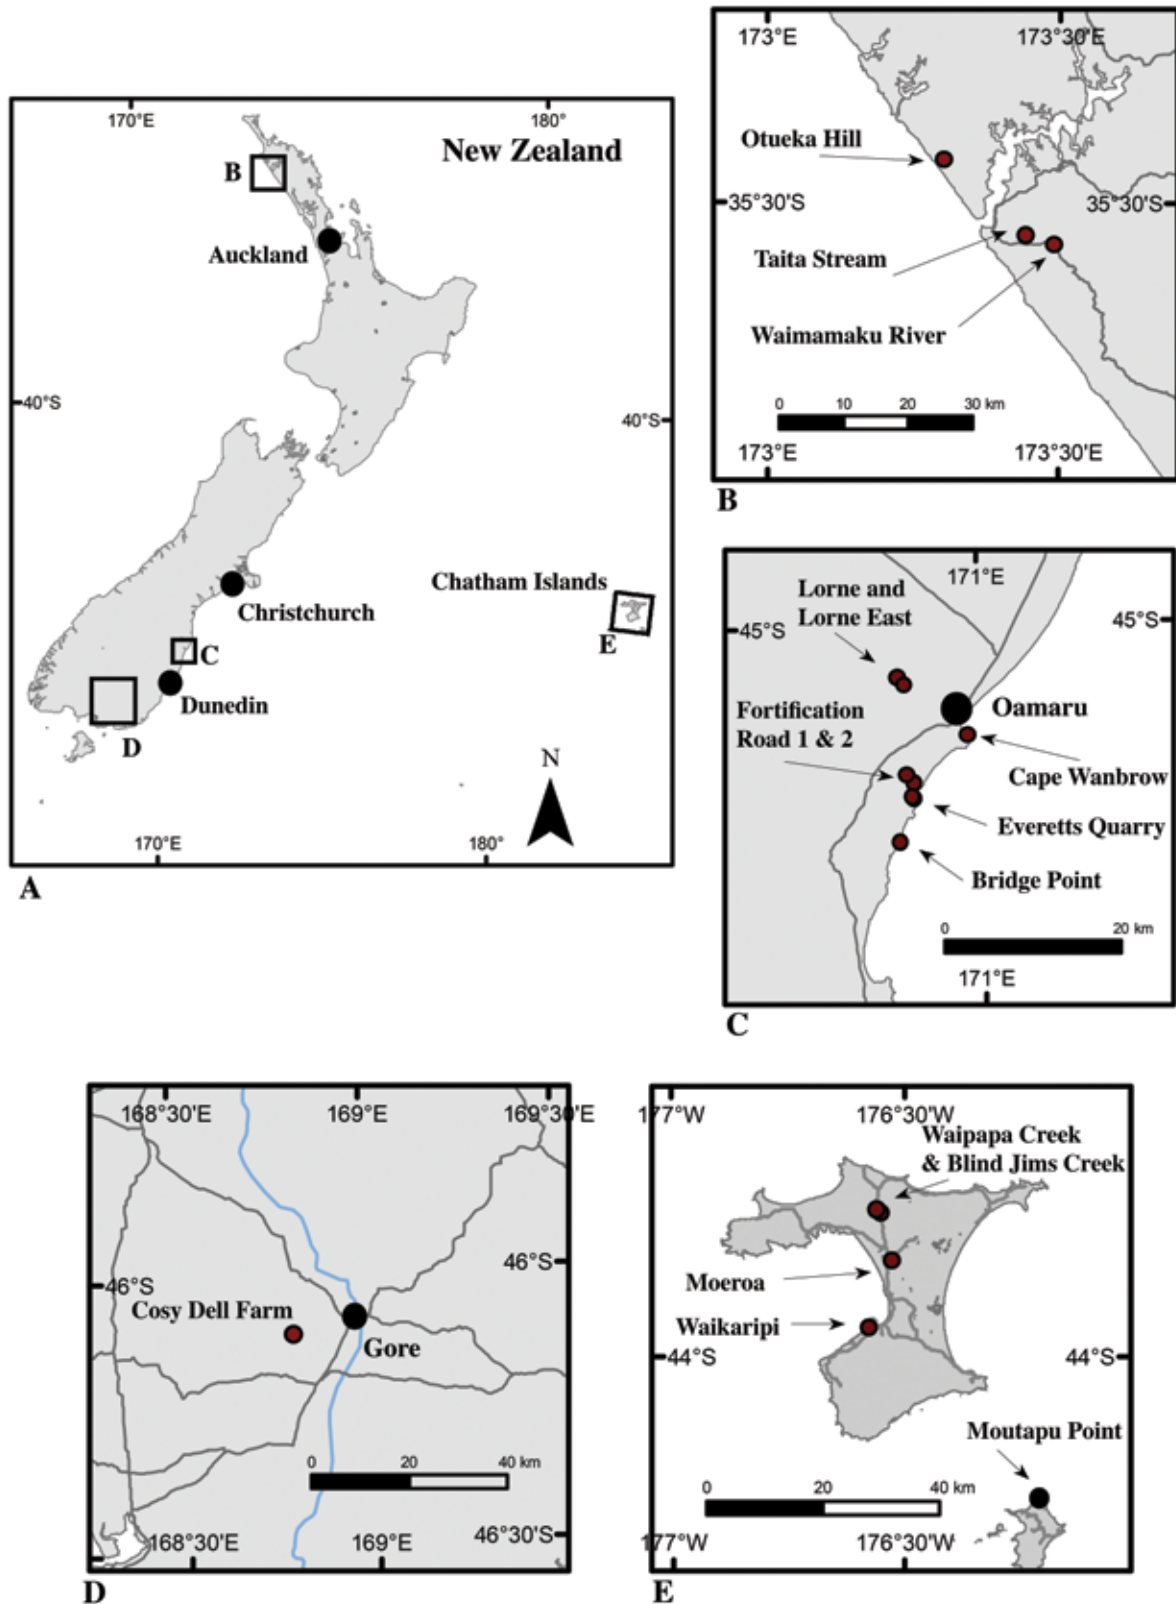 170°E
180°
New Zealand
B
Auckland
40°S
40°S
Chatham Islands
Christchurch
E
C
Dunedin
D
N
170°E
180°
A
173°E
173°30'E
Otueka Hill
35°30'S
35°30'S
Taita Stream
Waimamaku River
0 10 20 30 km
173°E
173°30'E
B
171°E
Lorne and
Lorne East
45°S
45°S
Fortification
Road 1 & 2
Oamaru
Cape Wanbrow
Everetts Quarry
Bridge Point
0 20 km
171°E
C
168°30'E
169°E
169°30'E
46°S
46°S
Cosy Dell Farm
Gore
0 20 40 km
46°30'S
168°30'E
169°E
D
177°W
176°30'W
Waipapa Creek
& Blind Jims Creek
Moeroa
Waikaripi
44°S
44°S
Moutapu Point
0 20 40 km
177°W
176°30'W
E